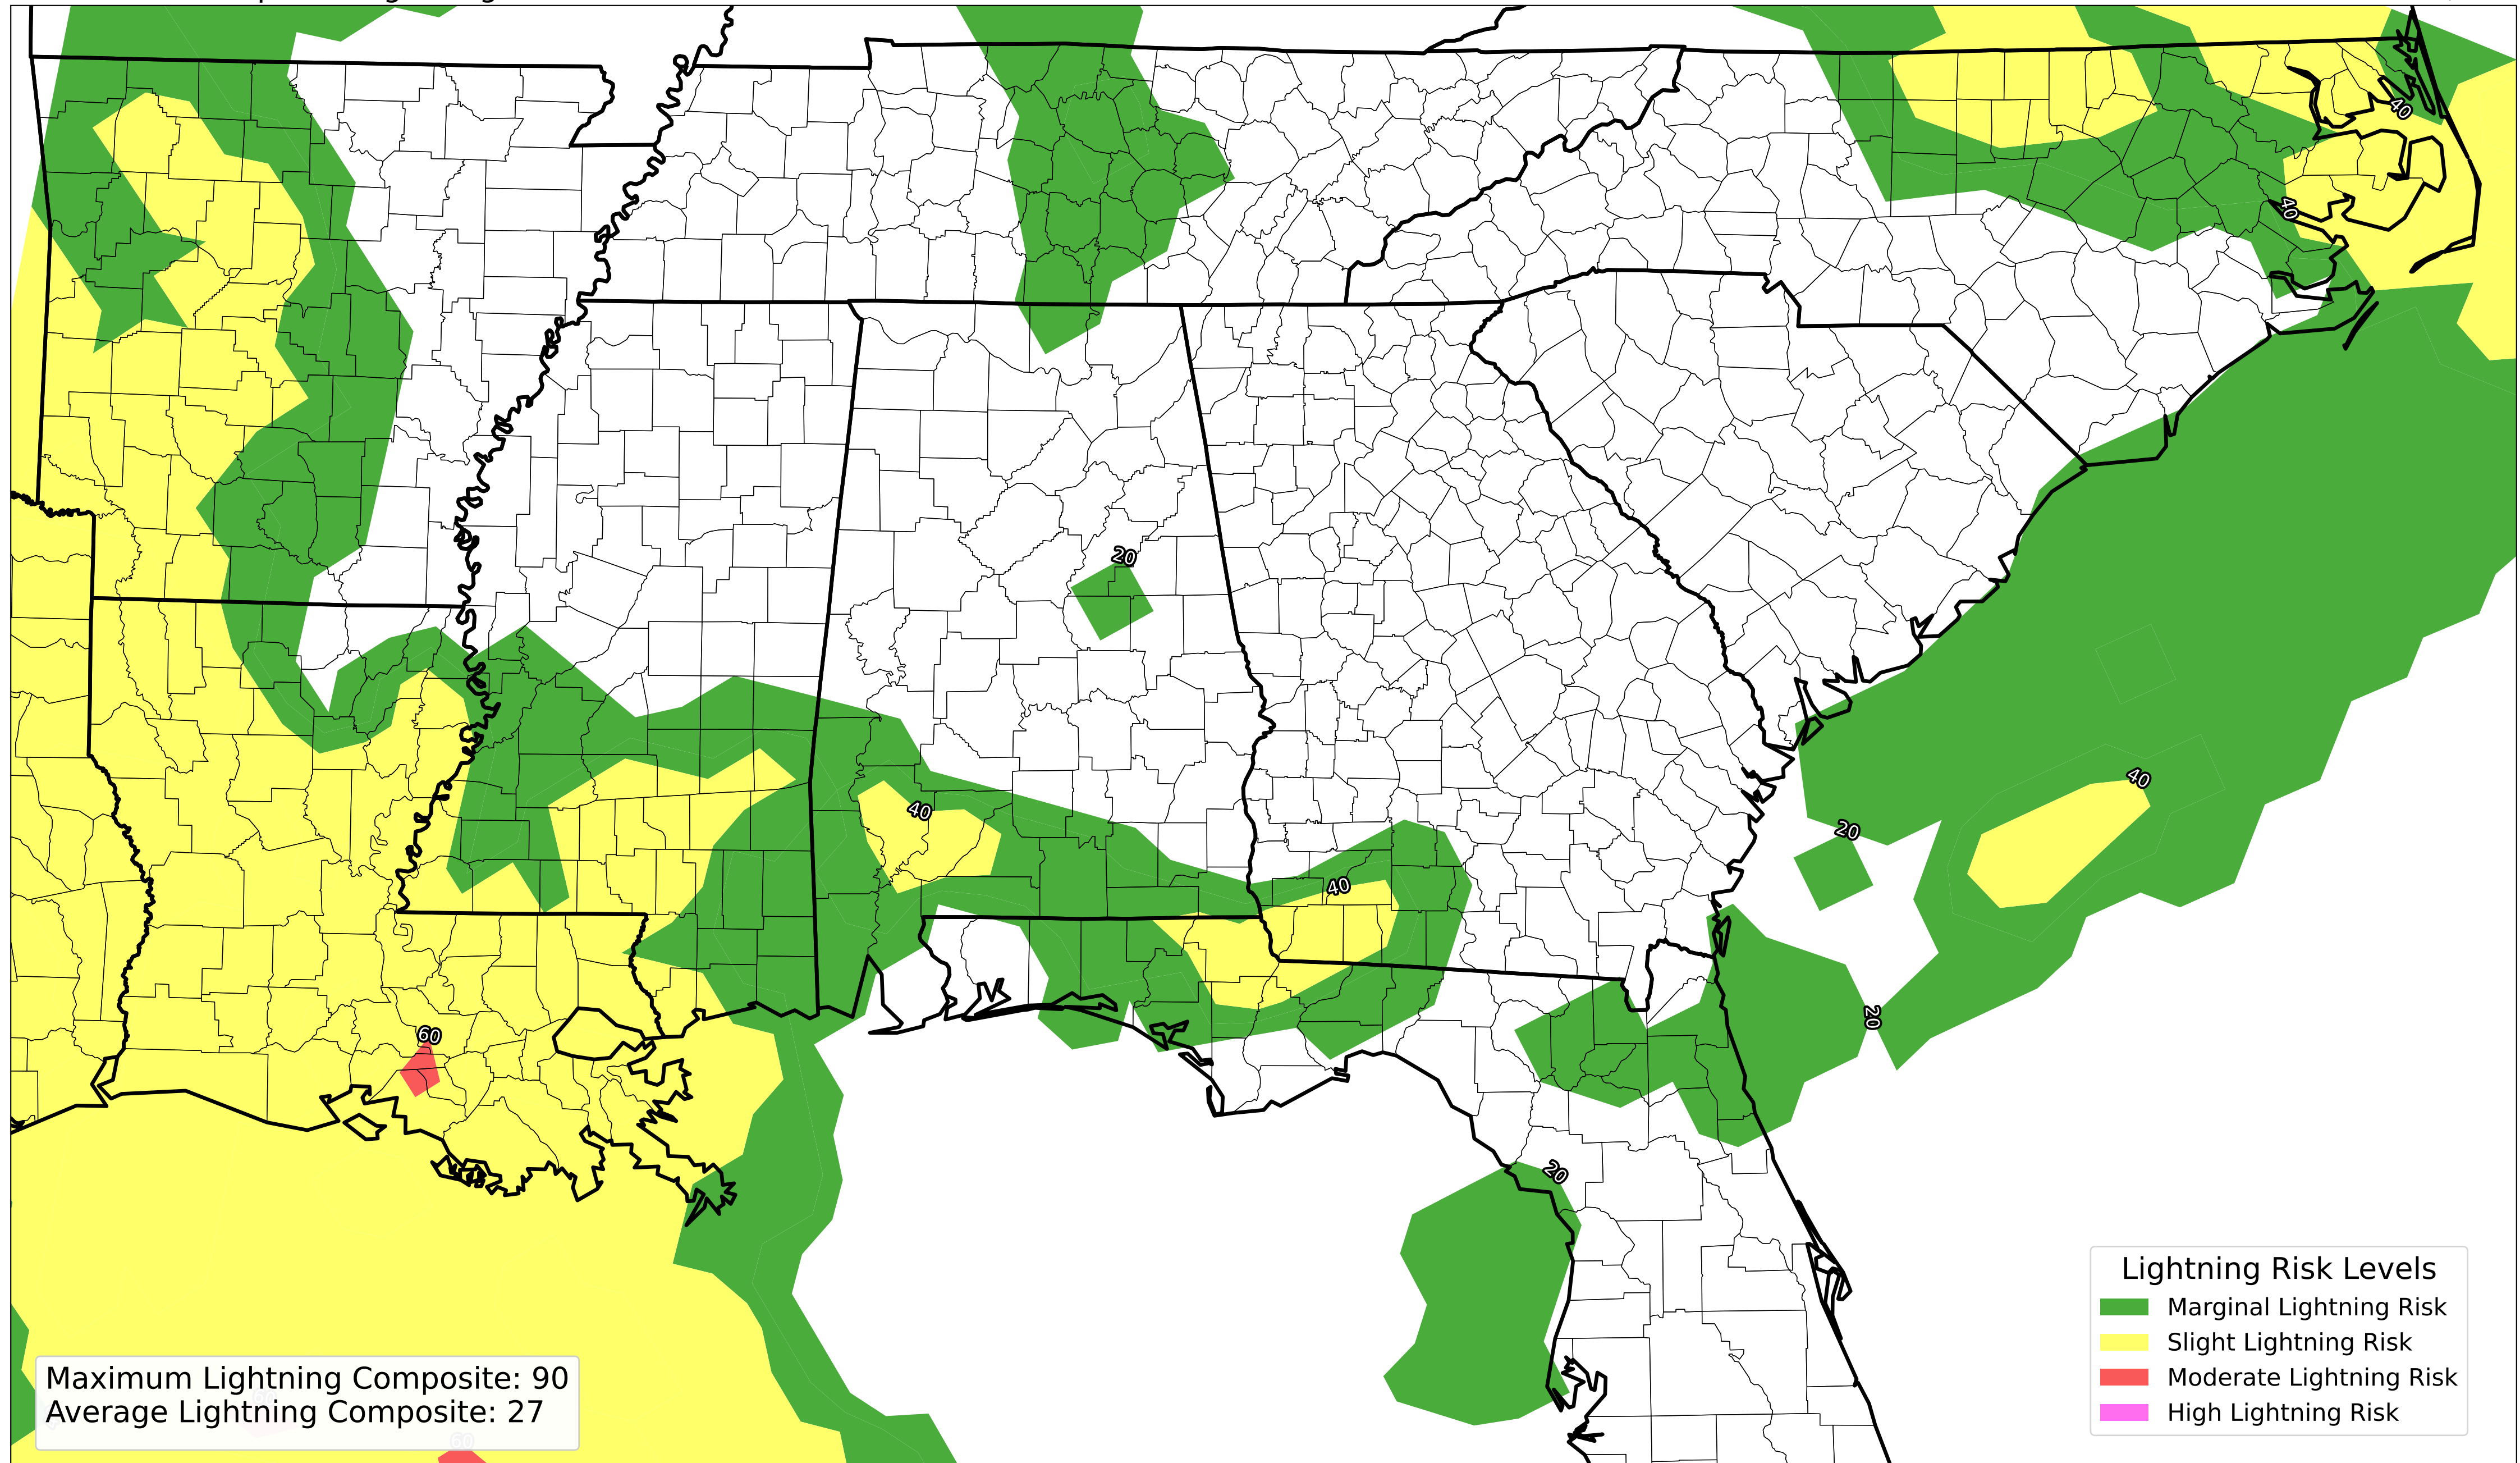 40
40
20
40
40
20
40
60
20
20
Lightning Risk Levels
Marginal Lightning Risk
Slight Lightning Risk
Moderate Lightning Risk
High Lightning Risk
Maximum Lightning Composite: 90
Average Lightning Composite: 27
60